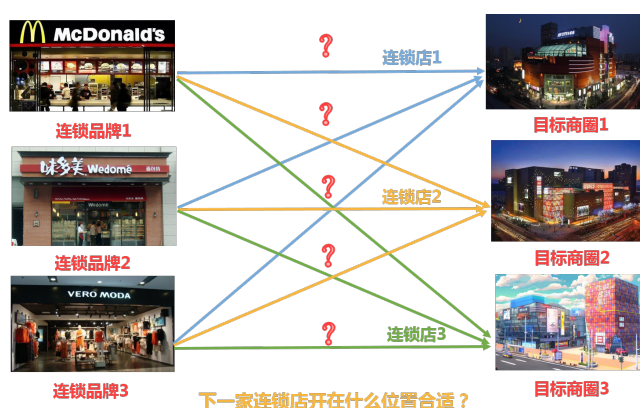 McDonald's
?
连锁店1
连锁品牌1
目标商圈1
?
味多美 Wedomé
Wedomé
?
连锁店2
连锁品牌2
目标商圈2
?
VERO MODA
?
连锁店3
连锁品牌3
目标商圈3
下一家连锁店开在什么位置合适？